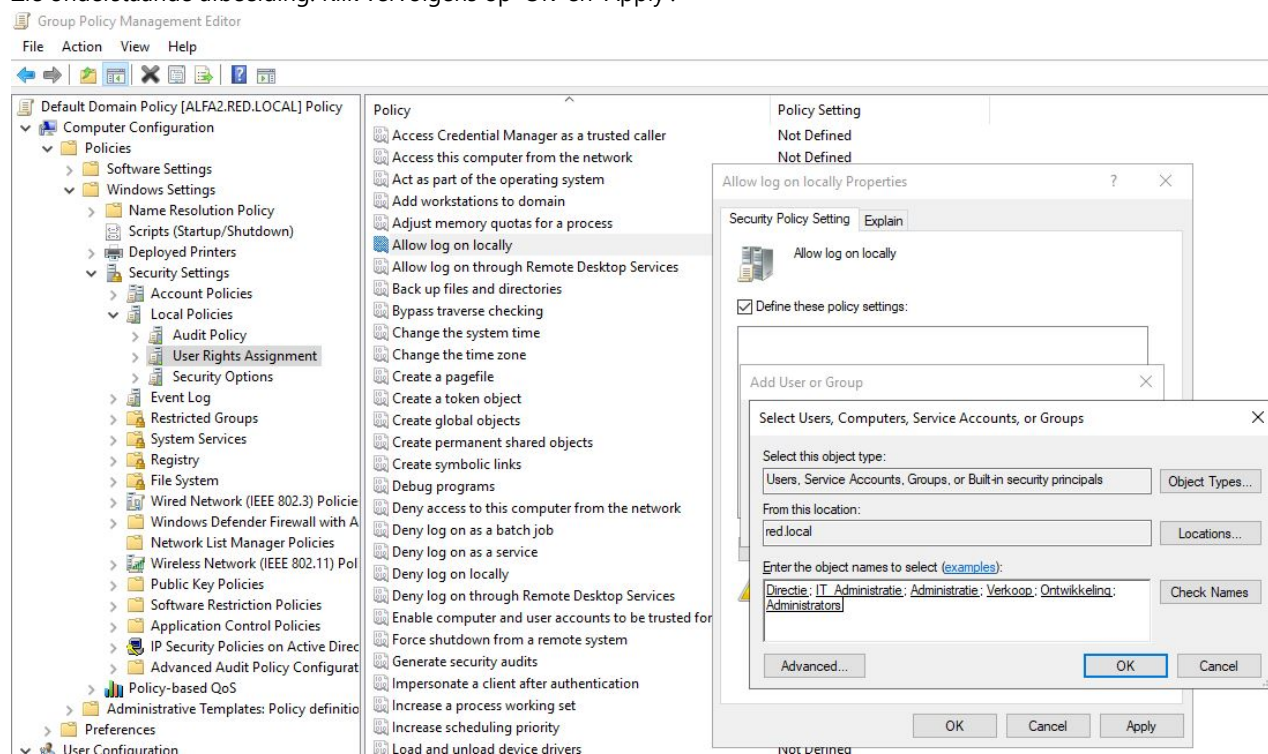 Group Policy Management Editor
File Action View Help
Default Domain Policy [ALFA2.RED.LOCAL] Policy
Computer Configuration
Policies
Software Settings
Windows Settings
Name Resolution Policy
Scripts (Startup/Shutdown)
Deployed Printers
Security Settings
Account Policies
Local Policies
Audit Policy
User Rights Assignment
Security Options
Event Log
Restricted Groups
System Services
Registry
File System
Wired Network (IEEE 802.3) Policie
Windows Defender Firewall with A
Network List Manager Policies
Wireless Network (IEEE 802.11) Pol
Public Key Policies
Software Restriction Policies
Application Control Policies
IP Security Policies on Active Direc
Advanced Audit Policy Configurat
Policy-based QoS
Administrative Templates: Policy definitio
Preferences
User Configuration
Policy Policy Setting
Access Credential Manager as a trusted caller Not Defined
Access this computer from the network Not Defined
Act as part of the operating system
Add workstations to domain
Adjust memory quotas for a process
Allow log on locally
Allow log on through Remote Desktop Services
Back up files and directories
Bypass traverse checking
Change the system time
Change the time zone
Create a pagefile
Create a token object
Create global objects
Create permanent shared objects
Create symbolic links
Debug programs
Deny access to this computer from the network
Deny log on as a batch job
Deny log on as a service
Deny log on locally
Deny log on through Remote Desktop Services
Enable computer and user accounts to be trusted for
Force shutdown from a remote system
Generate security audits
Impersonate a client after authentication
Increase a process working set
Increase scheduling priority
Load and unload device drivers Not Defined
Allow log on locally Properties ?
Security Policy Setting Explain
Allow log on locally
Define these policy settings:
Add User or Group
Select Users, Computers, Service Accounts, or Groups
Select this object type:
Users, Service Accounts, Groups, or Built-in security principals Object Types...
From this location:
red.local Locations...
Enter the object names to select (examples):
Directie; IT_Administratie; Administratie; Verkoop; Ontwikkeling; Check Names
Administrators
Advanced... OK Cancel
OK Cancel Apply